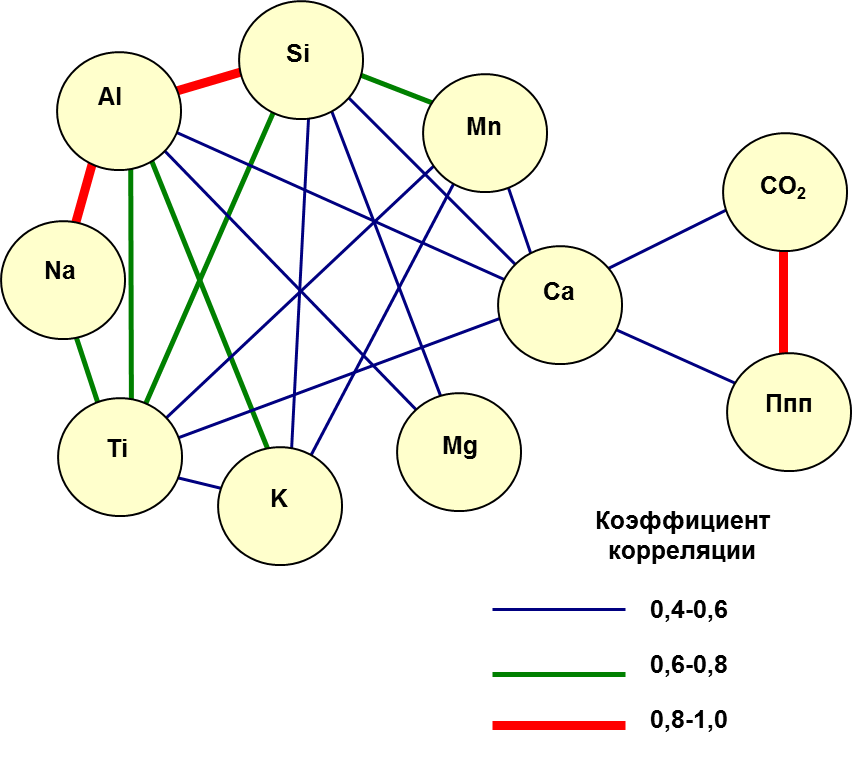 Si
Al
Mn
CO₂
Na
Ca
Ппп
Ti
Mg
K
Коэффициент
корреляции
0,4-0,6
0,6-0,8
0,8-1,0